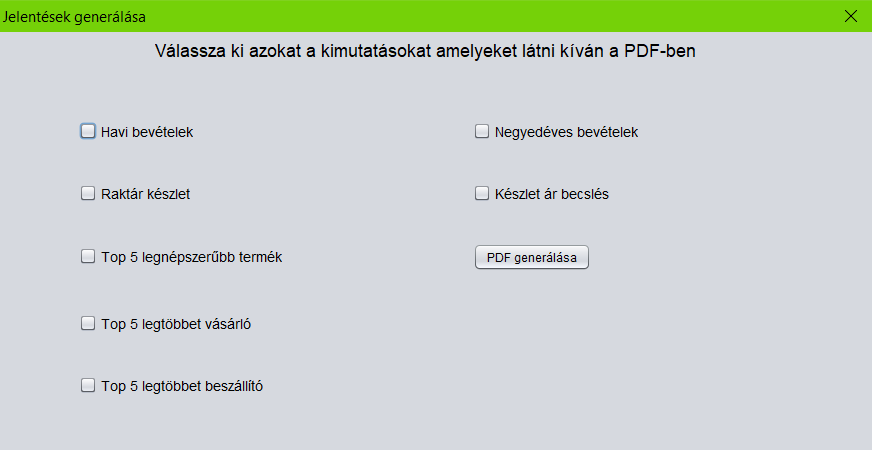 Jelentések generálása
Válassza ki azokat a kimutatásokat amelyeket látni kíván a PDF-ben
Havi bevételek
Negyedéves bevételek
Raktár készlet
Készlet ár becslés
Top 5 legnépszerűbb termék
PDF generálása
Top 5 legtöbbet vásárló
Top 5 legtöbbet beszállító